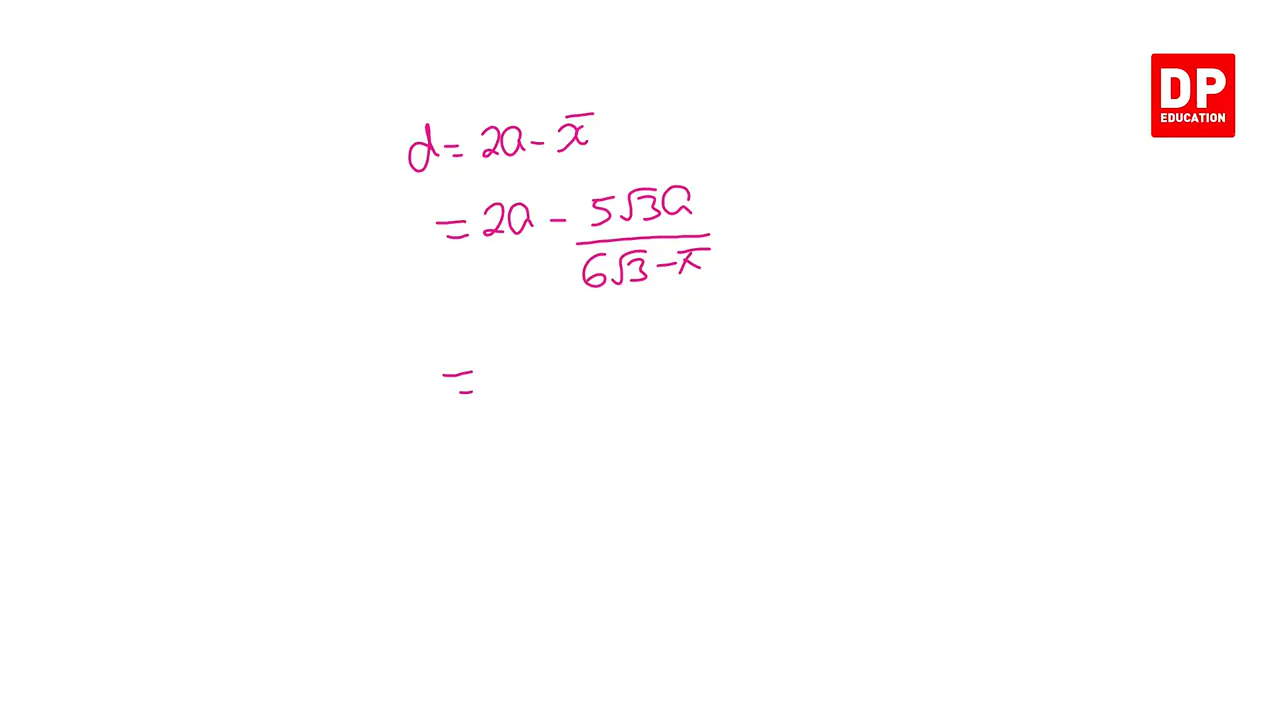 DP
EDUCATION
d = 2a - x̄
= 2a - 5√3a / (6√3 - π)
=